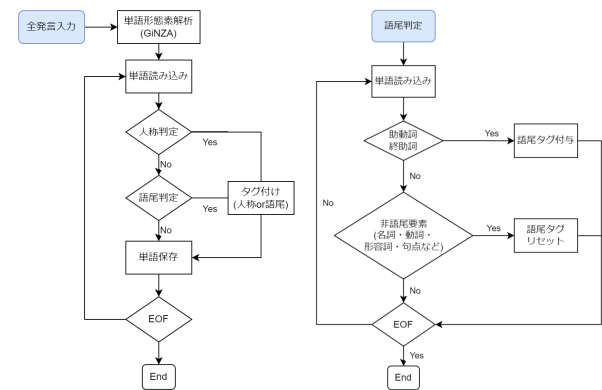 全発言入力
単語形態素解析
(GiNZA)
単語読み込み
人称判定
Yes
No
語尾判定
Yes
タグ付け
(人称or語尾)
No
単語保存
EOF
End
語尾判定
単語読み込み
助動詞
終助詞
Yes
語尾タグ付与
No
No
非語尾要素
(名詞・動詞・
形容詞・句点など)
Yes
語尾タグ
リセット
No
EOF
Yes
End